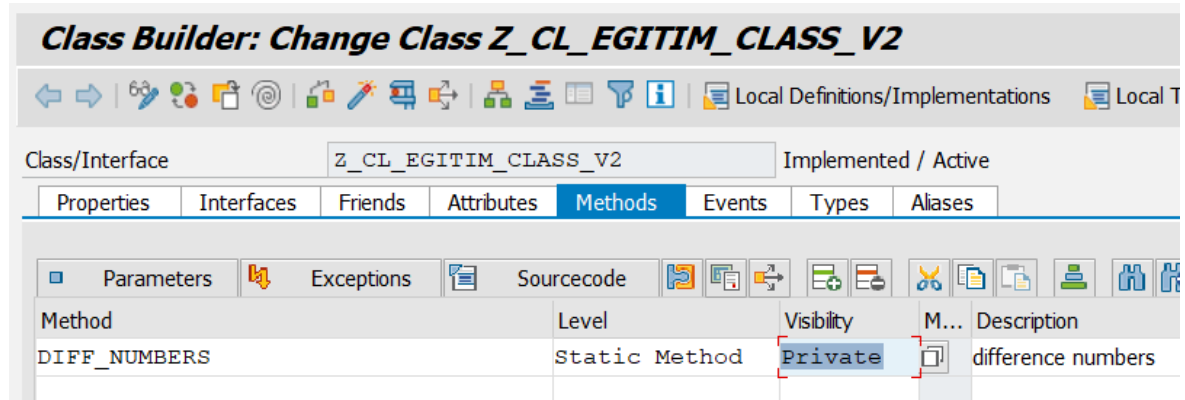 Class Builder: Change Class Z_CL_EGITIM_CLASS_V2
Local Definitions/Implementations Local T
Class/Interface Z_CL_EGITIM_CLASS_V2 Implemented / Active
Properties Interfaces Friends Attributes Methods Events Types Aliases
Parameters Exceptions Sourcecode
Method Level Visibility M... Description
DIFF_NUMBERS Static Method Private difference numbers